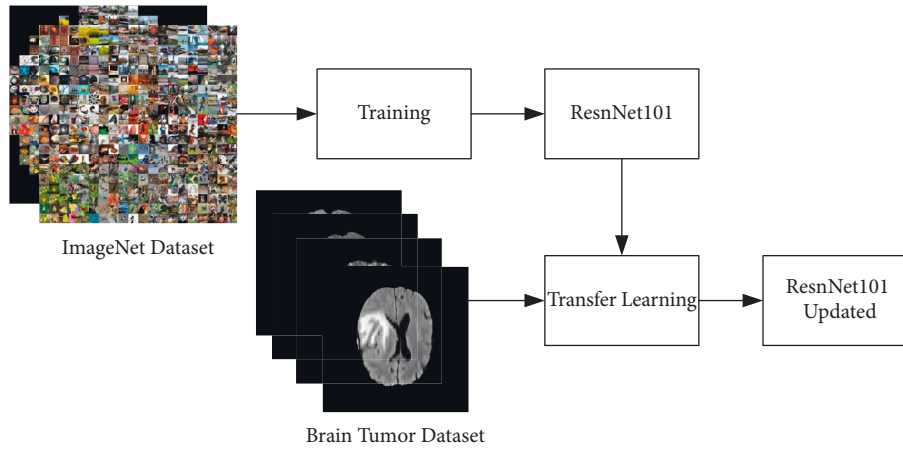 Training
ResnNet101
ImageNet Dataset
Transfer Learning
ResnNet101
Updated
Brain Tumor Dataset